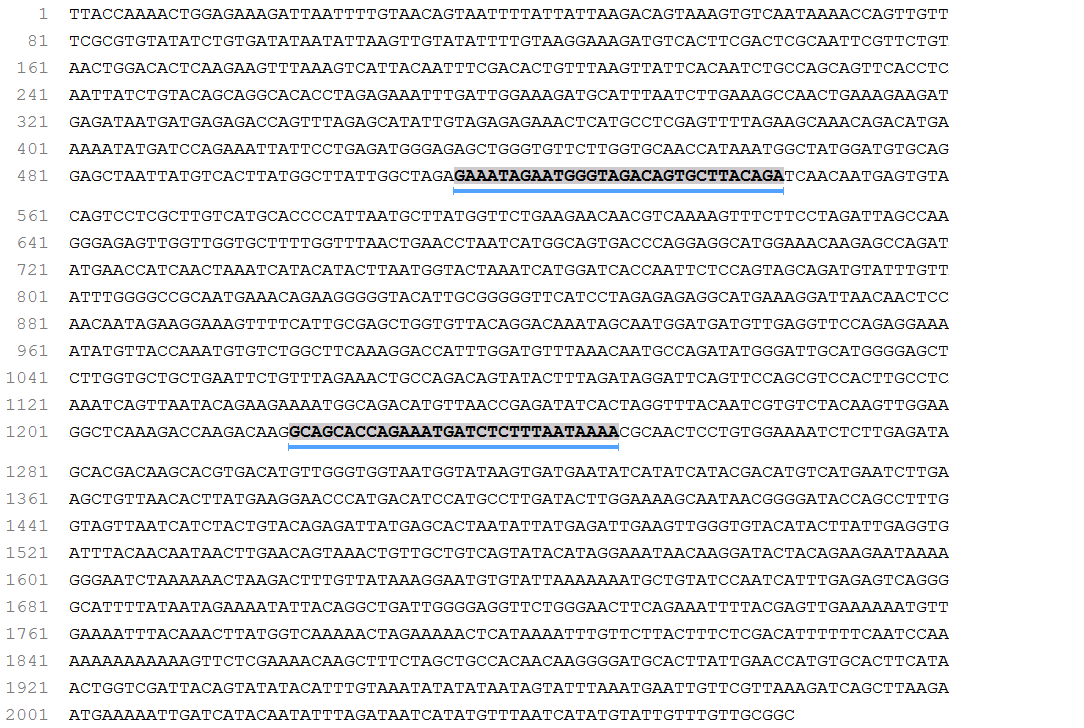 1 TTACCAAAACTGGAGAAAGATTAATTTTGTAACAGTAATTTTATTATTAAGACAGTAAAGTGTCAATAAAACCAGTTGTT
81 TCGCGTGTATATCTGTGATATAATATTAAGTTGTATATTTTGTAAGGAAAGATGTCACTTCGACTCGCAATTCGTTCTGT
161 AACTGGACACTCAAGAAGTTTAAAGTCATTACAATTTCGACACTGTTTAAGTTATTCACAATCTGCCAGCAGTTCACCTC
241 AATTATCTGTACAGCAGGCACACCTAGAGAAATTTGATTGGAAAGATGCATTTAATCTTGAAAGCCAACTGAAAGAAGAT
321 GAGATAATGATGAGAGACCAGTTTAGAGCATATTGTAGAGAGAAACTCATGCCTCGAGTTTTAGAAGCAAACAGACATGA
401 AAAATATGATCCAGAAATTATTCCTGAGATGGGAGAGCTGGGTGTTCTTGGTGCAACCATAAATGGCTATGGATGTGCAG
481 GAGCTAATTATGTCACTTATGGCTTATTGGCTAGAGAAATAGAATGGGTAGACAGTGCTTACAGATCAACAATGAGTGTA
561 CAGTCCTCGCTTGTCATGCACCCCATTAATGCTTATGGTTCTGAAGAACAACGTCAAAAGTTTCTTCCTAGATTAGCCAA
641 GGGAGAGTTGGTTGGTGCTTTTGGTTTAACTGAACCTAATCATGGCAGTGACCCAGGAGGCATGGAAACAAGAGCCAGAT
721 ATGAACCATCAACTAAATCATACATACTTAATGGTACTAAATCATGGATCACCAATTCTCCAGTAGCAGATGTATTTGTT
801 ATTTGGGGCCGCAATGAAACAGAAGGGGGTACATTGCGGGGGTTCATCCTAGAGAGAGGCATGAAAGGATTAACAACTCC
881 AACAATAGAAGGAAAGTTTTCATTGCGAGCTGGTGTTACAGGACAAATAGCAATGGATGATGTTGAGGTTCCAGAGGAAA
961 ATATGTTACCAAATGTGTCTGGCTTCAAAGGACCATTTGGATGTTTAAACAATGCCAGATATGGGATTGCATGGGGAGCT
1041 CTTGGTGCTGCTGAATTCTGTTTAGAAACTGCCAGACAGTATACTTTAGATAGGATTCAGTTCCAGCGTCCACTTGCCTC
1121 AAATCAGTTAATACAGAAGAAAATGGCAGACATGTTAACCGAGATATCACTAGGTTTACAATCGTGTCTACAAGTTGGAA
1201 GGCTCAAAGACCAAGACAAGGCAGCACCAGAAATGATCTCTTTAATAAAACGCAACTCCTGTGGAAAATCTCTTGAGATA
1281 GCACGACAAGCACGTGACATGTTGGGTGGTAATGGTATAAGTGATGAATATCATATCATACGACATGTCATGAATCTTGA
1361 AGCTGTTAACACTTATGAAGGAACCCATGACATCCATGCCTTGATACTTGGAAAAGCAATAACGGGGATACCAGCCTTTG
1441 GTAGTTAATCATCTACTGTACAGAGATTATGAGCACTAATATTATGAGATTGAAGTTGGGTGTACATACTTATTGAGGTG
1521 ATTTACAACAATAACTTGAACAGTAAACTGTTGCTGTCAGTATACATAGGAAATAACAAGGATACTACAGAAGAATAAAA
1601 GGGAATCTAAAAAACTAAGACTTTGTTATAAAGGAATGTGTATTAAAAAAATGCTGTATCCAATCATTTGAGAGTCAGGG
1681 GCATTTTATAATAGAAAATATTACAGGCTGATTGGGGAGGTTCTGGGAACTTCAGAAATTTTACGAGTTGAAAAAATGTT
1761 GAAAATTTACAAACTTATGGTCAAAAACTAGAAAAACTCATAAAATTTGTTCTTACTTTCTCGACATTTTTTCAATCCAA
1841 AAAAAAAAAAAGTTCTCGAAAACAAGCTTTCTAGCTGCCACAACAAGGGGATGCACTTATTGAACCATGTGCACTTCATA
1921 ACTGGTCGATTACAGTATATACATTTGTAAATATATATAATAGTATTTAAATGAATTGTTCGTTAAAGATCAGCTTAAGA
2001 ATGAAAAATTGATCATACAATATTTAGATAATCATATGTTTAATCATATGTATTGTTTGTTGCGGC